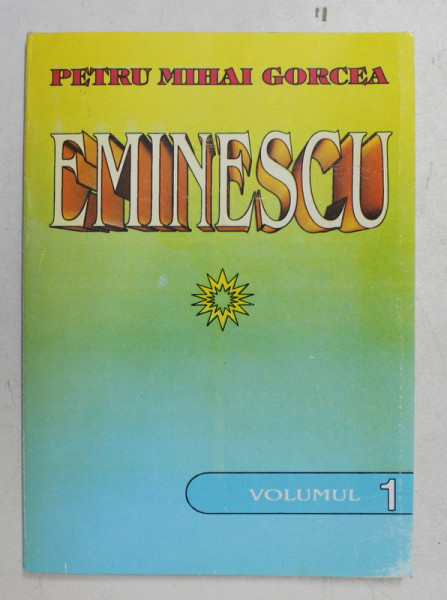 PETRU MIHAI GORCEA
EMINESCU
VOLUMUL 1